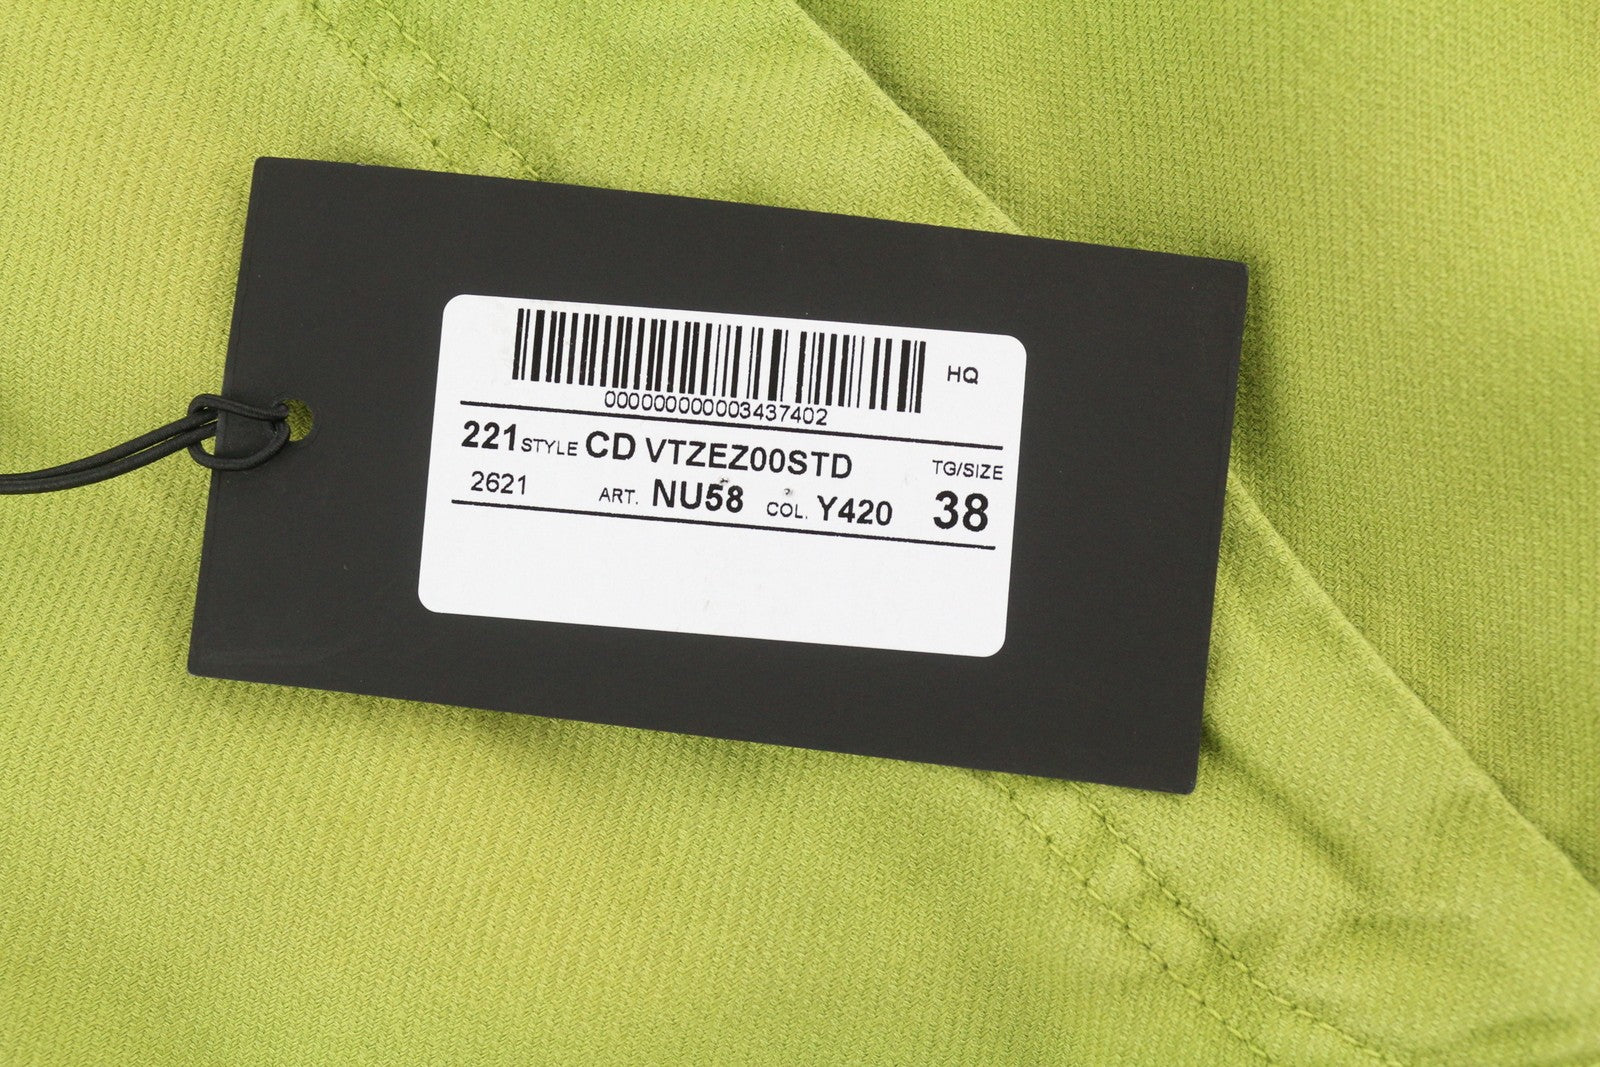 HQ
000000000003437402
221 STYLE CD VTZEZ00STD TG/SIZE
2621 ART. NU58 COL. Y420 38